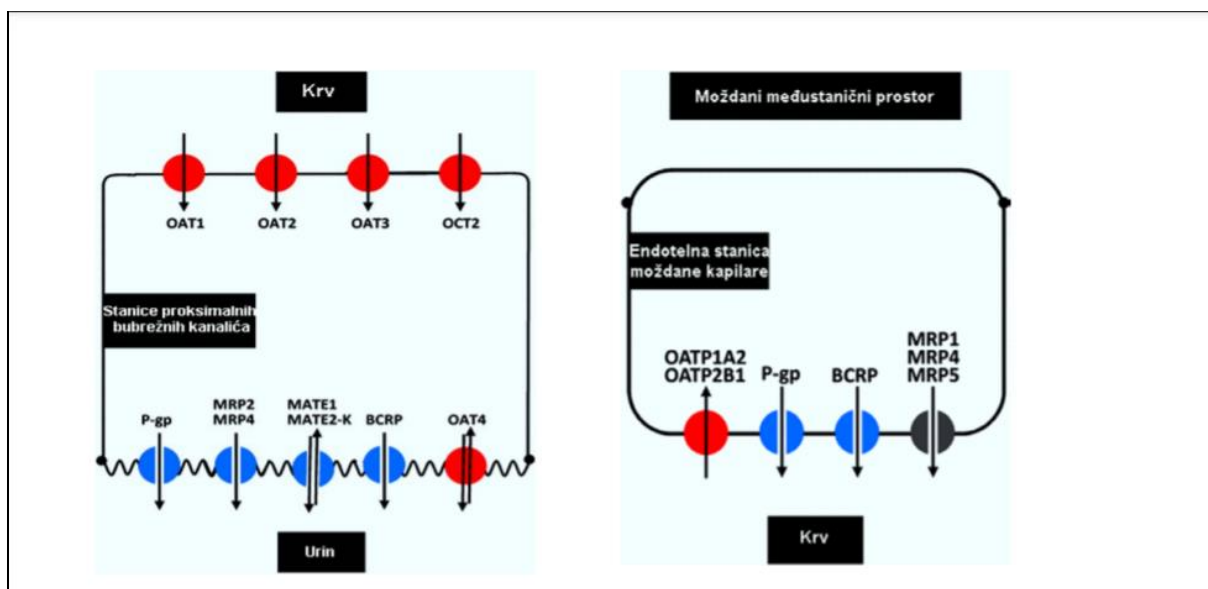 Krv
OAT1 OAT2 OAT3 OCT2
Stanice proksimalnih
bubrežnih kanalića
P-gp
MRP2
MRP4
MATE1
MATE2-K
BCRP
OAT4
Urin
Moždani međustanični prostor
Endotelna stanica
moždane kapilare
OATP1A2
OATP2B1
P-gp
BCRP
MRP1
MRP4
MRP5
Krv